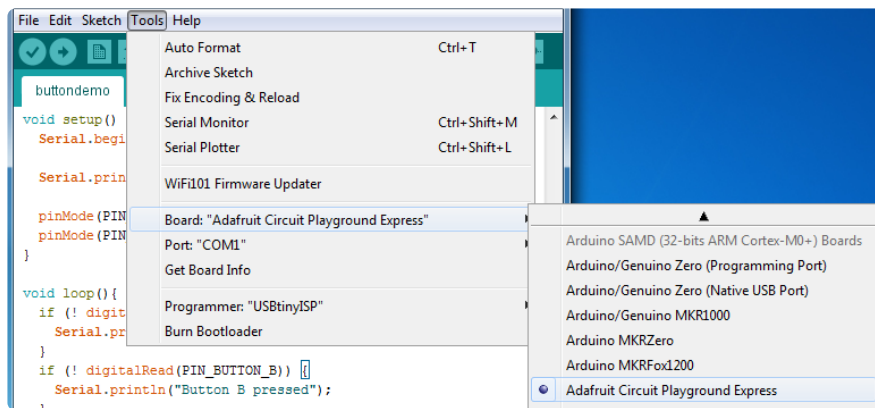 File Edit Sketch Tools Help
Auto Format Ctrl+T
Archive Sketch
Fix Encoding & Reload
Serial Monitor Ctrl+Shift+M
Serial Plotter Ctrl+Shift+L
WiFi101 Firmware Updater
Board: "Adafruit Circuit Playground Express"
Port: "COM1"
Get Board Info
Programmer: "USBtinyISP"
Burn Bootloader
Arduino SAMD (32-bits ARM Cortex-M0+) Boards
Arduino/Genuino Zero (Programming Port)
Arduino/Genuino Zero (Native USB Port)
Arduino/Genuino MKR1000
Arduino MKRZero
Arduino MKRFox1200
Adafruit Circuit Playground Express
buttondemo
void setup()
Serial.begi
Serial.prin
pinMode(PIN
pinMode(PIN
}
void loop(){
if (! digit
Serial.pr
}
if (! digitalRead(PIN_BUTTON_B)) {
Serial.println("Button B pressed");